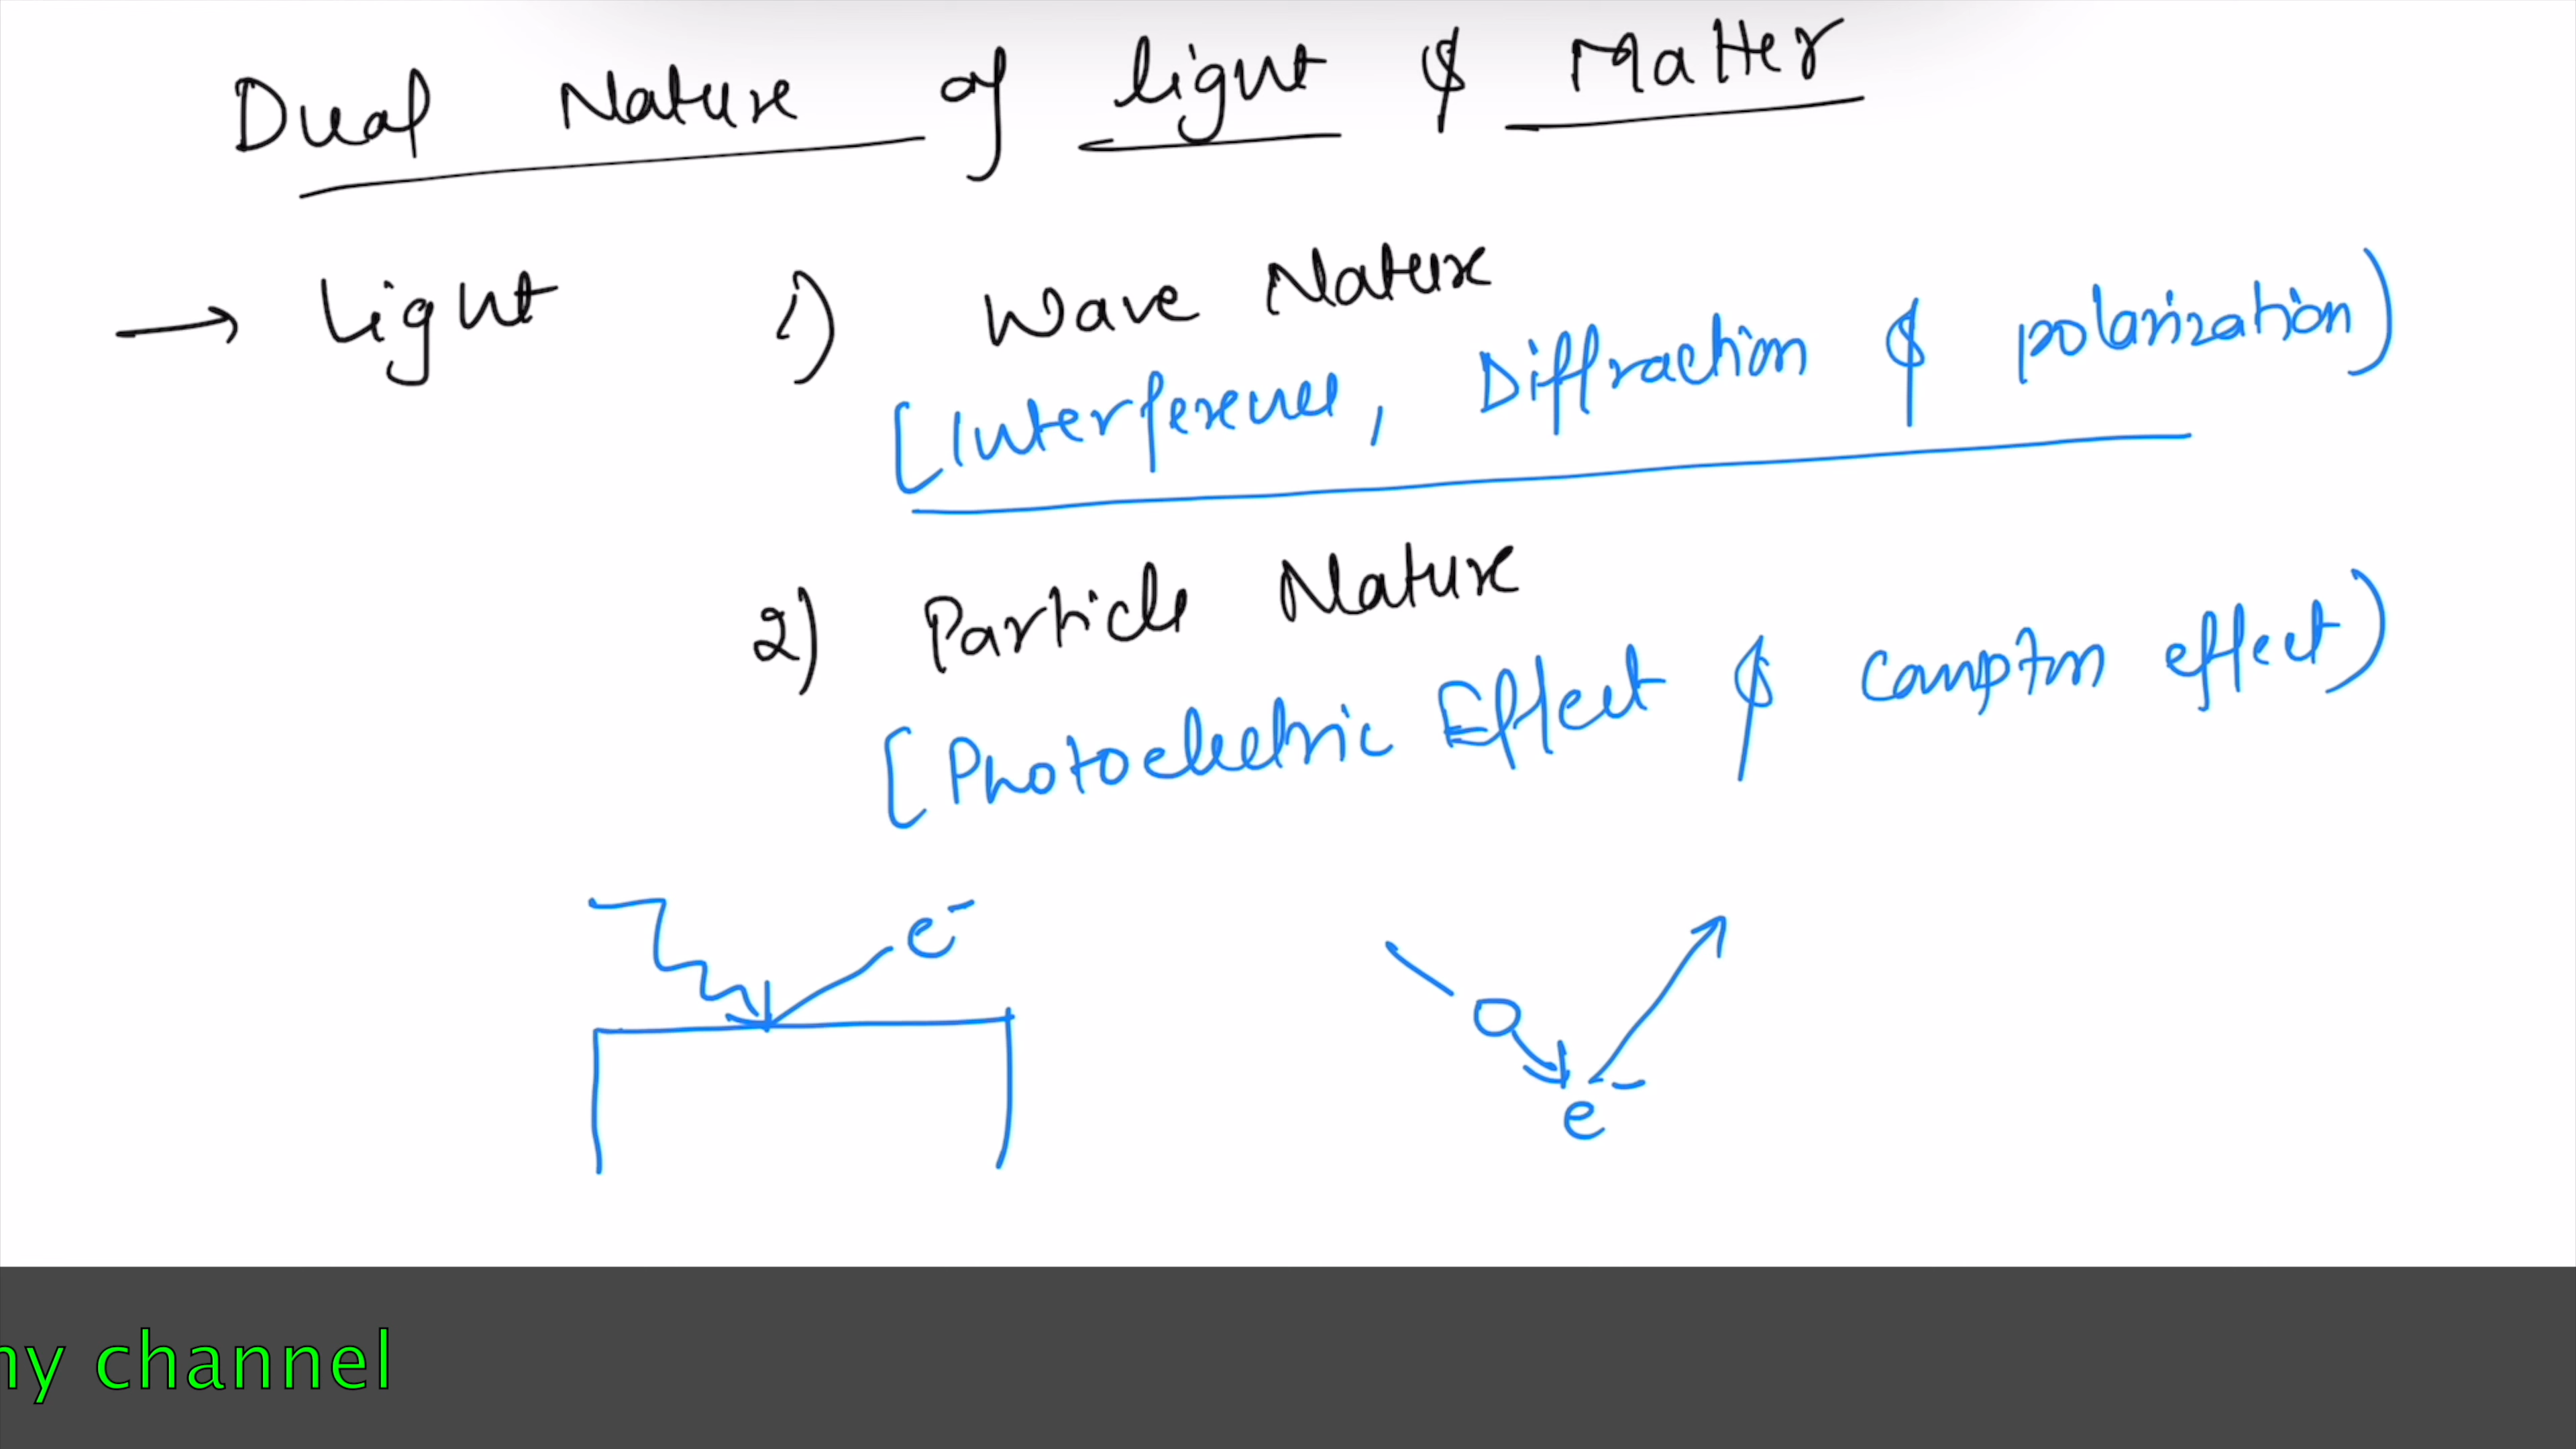 Dual Nature of light & Matter
→ Light 1) Wave Nature
[Interference, Diffraction & polarization)
2) Particle Nature
[Photoelectric Effect & Compton effect)
e⁻
e⁻
my channel